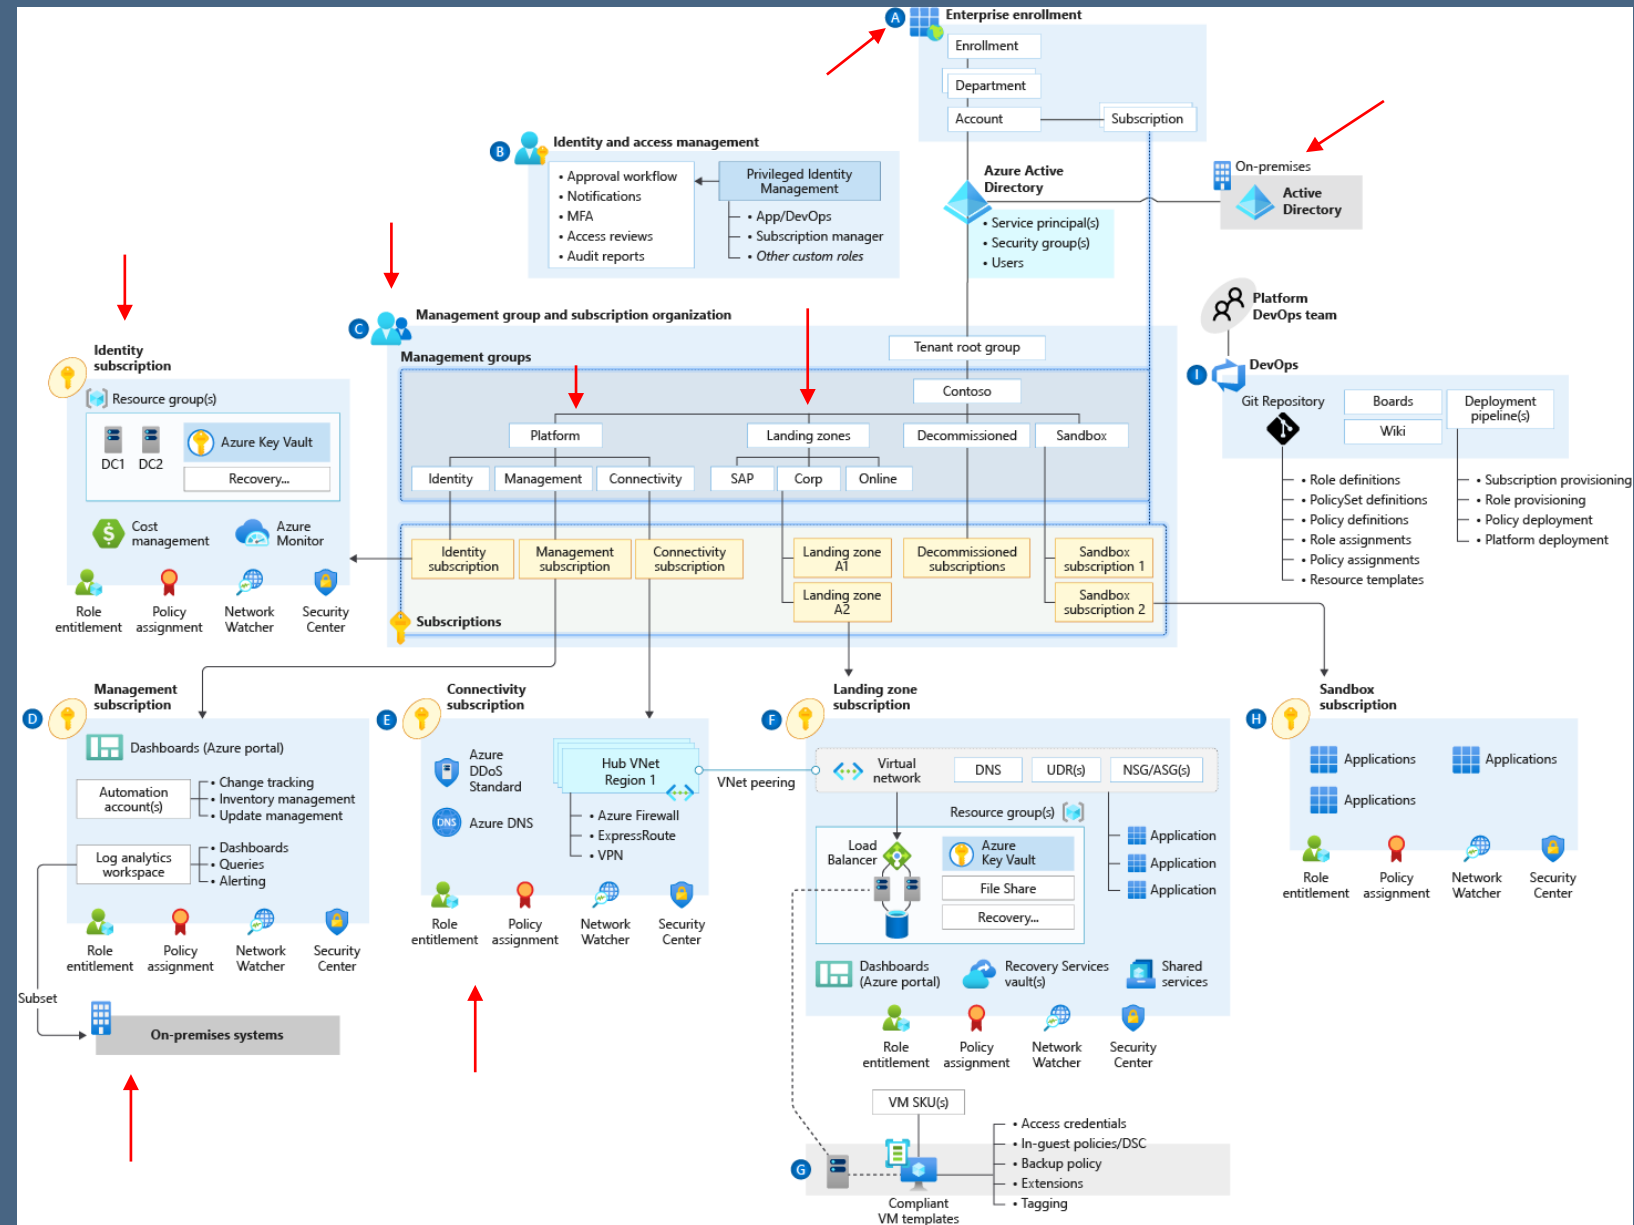 A
Enterprise enrollment
Enrollment
Department
Account
Subscription
B
Identity and access management
• Approval workflow
• Notifications
• MFA
• Access reviews
• Audit reports
Privileged Identity
Management
• App/DevOps
• Subscription manager
• Other custom roles
Azure Active
Directory
• Service principal(s)
• Security group(s)
• Users
On-premises
Active
Directory
Platform
DevOps team
I
DevOps
Git Repository
Boards
Wiki
Deployment
pipeline(s)
• Role definitions
• PolicySet definitions
• Policy definitions
• Role assignments
• Policy assignments
• Resource templates
• Subscription provisioning
• Role provisioning
• Policy deployment
• Platform deployment
C
Management group and subscription organization
Management groups
Tenant root group
Contoso
Platform
Landing zones
Decommissioned
Sandbox
Identity
Management
Connectivity
SAP
Corp
Online
Identity
subscription
Management
subscription
Connectivity
subscription
Landing zone
A1
Landing zone
A2
Decommissioned
subscriptions
Sandbox
subscription 1
Sandbox
subscription 2
Subscriptions
Identity
subscription
Resource group(s)
DC1
DC2
Azure Key Vault
Recovery...
Cost
management
Azure
Monitor
Role
entitlement
Policy
assignment
Network
Watcher
Security
Center
D
Management
subscription
Dashboards (Azure portal)
Automation
account(s)
• Change tracking
• Inventory management
• Update management
Log analytics
workspace
• Dashboards
• Queries
• Alerting
Role
entitlement
Policy
assignment
Network
Watcher
Security
Center
Subset
On-premises systems
E
Connectivity
subscription
Azure
DDoS
Standard
DNS
Azure DNS
Hub VNet
Region 1
• Azure Firewall
• ExpressRoute
• VPN
Role
entitlement
Policy
assignment
Network
Watcher
Security
Center
VNet peering
F
Landing zone
subscription
Virtual
network
DNS
UDR(s)
NSG/ASG(s)
Resource group(s)
Load
Balancer
Azure
Key Vault
File Share
Recovery...
Application
Application
Application
Dashboards
(Azure portal)
Recovery Services
vault(s)
Shared
services
Role
entitlement
Policy
assignment
Network
Watcher
Security
Center
H
Sandbox
subscription
Applications
Applications
Applications
Role
entitlement
Policy
assignment
Network
Watcher
Security
Center
G
VM SKU(s)
Compliant
VM templates
• Access credentials
• In-guest policies/DSC
• Backup policy
• Extensions
• Tagging